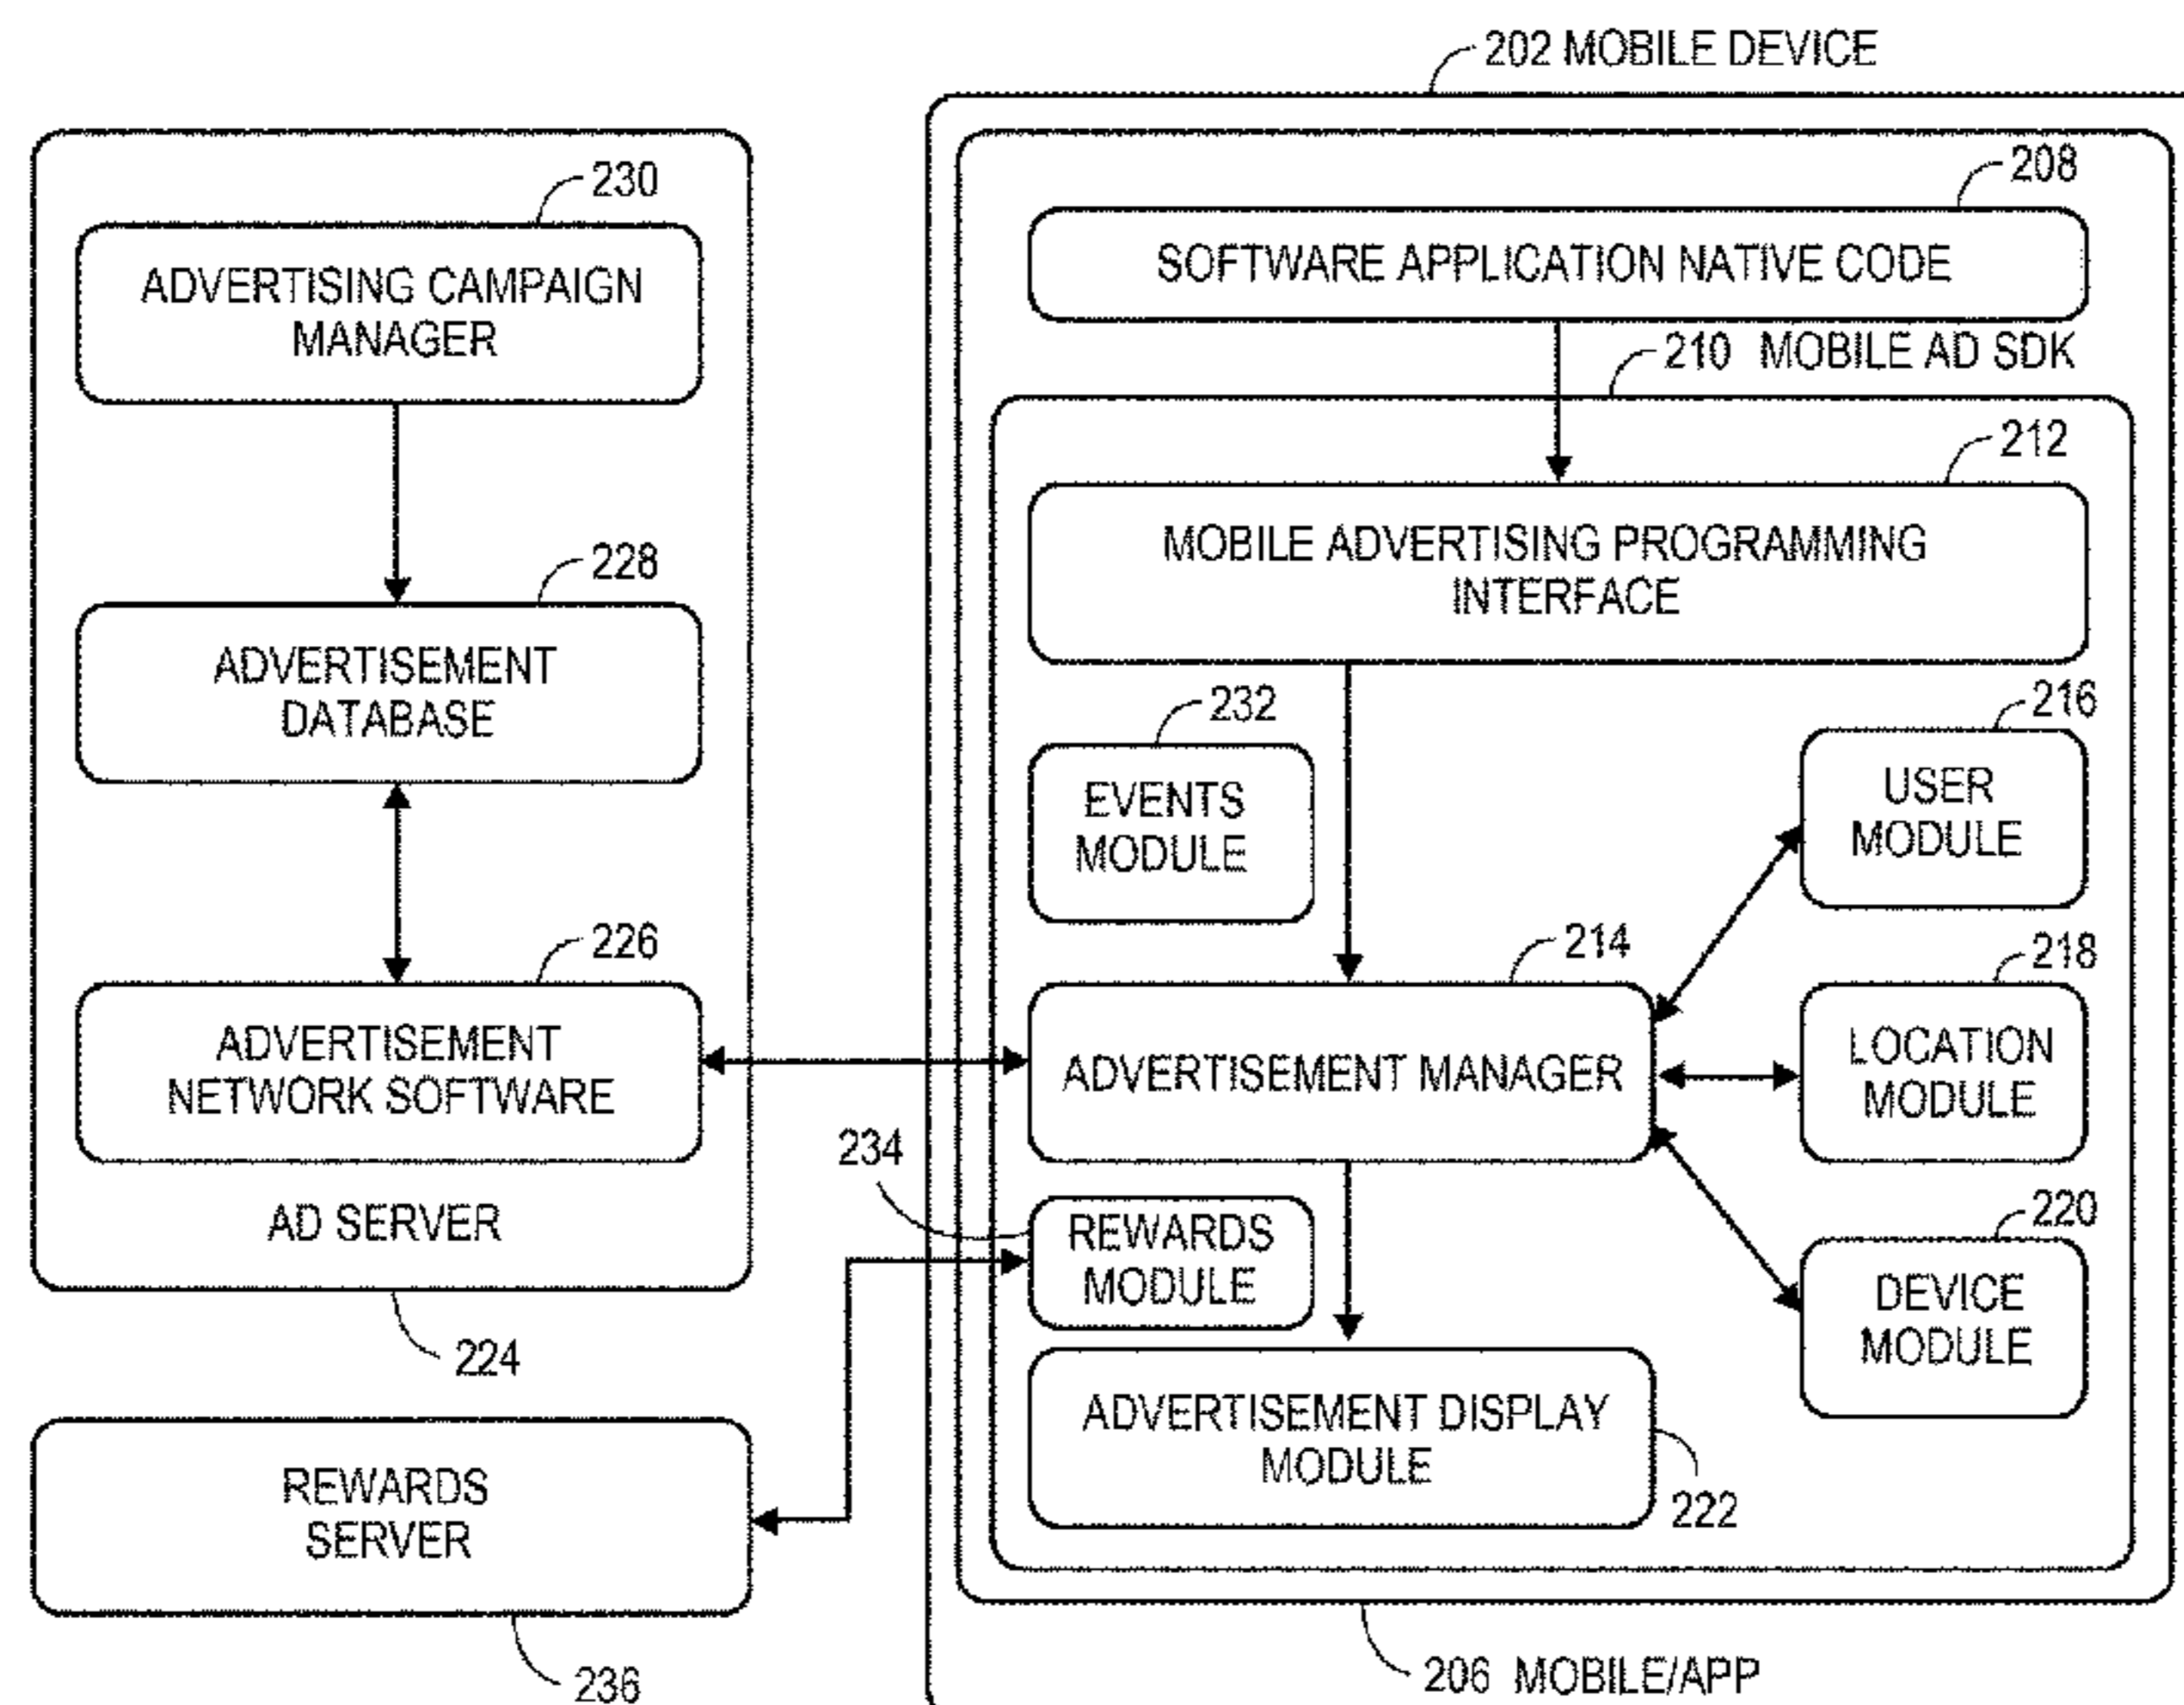 202 MOBILE DEVICE
230
ADVERTISING CAMPAIGN
MANAGER
228
ADVERTISEMENT
DATABASE
226
ADVERTISEMENT
NETWORK SOFTWARE
AD SERVER
224
REWARDS
SERVER
236
208
SOFTWARE APPLICATION NATIVE CODE
210 MOBILE AD SDK
212
MOBILE ADVERTISING PROGRAMMING
INTERFACE
232
EVENTS
MODULE
216
USER
MODULE
214
ADVERTISEMENT MANAGER
218
LOCATION
MODULE
234
REWARDS
MODULE
220
DEVICE
MODULE
ADVERTISEMENT DISPLAY
MODULE
222
206 MOBILE/APP